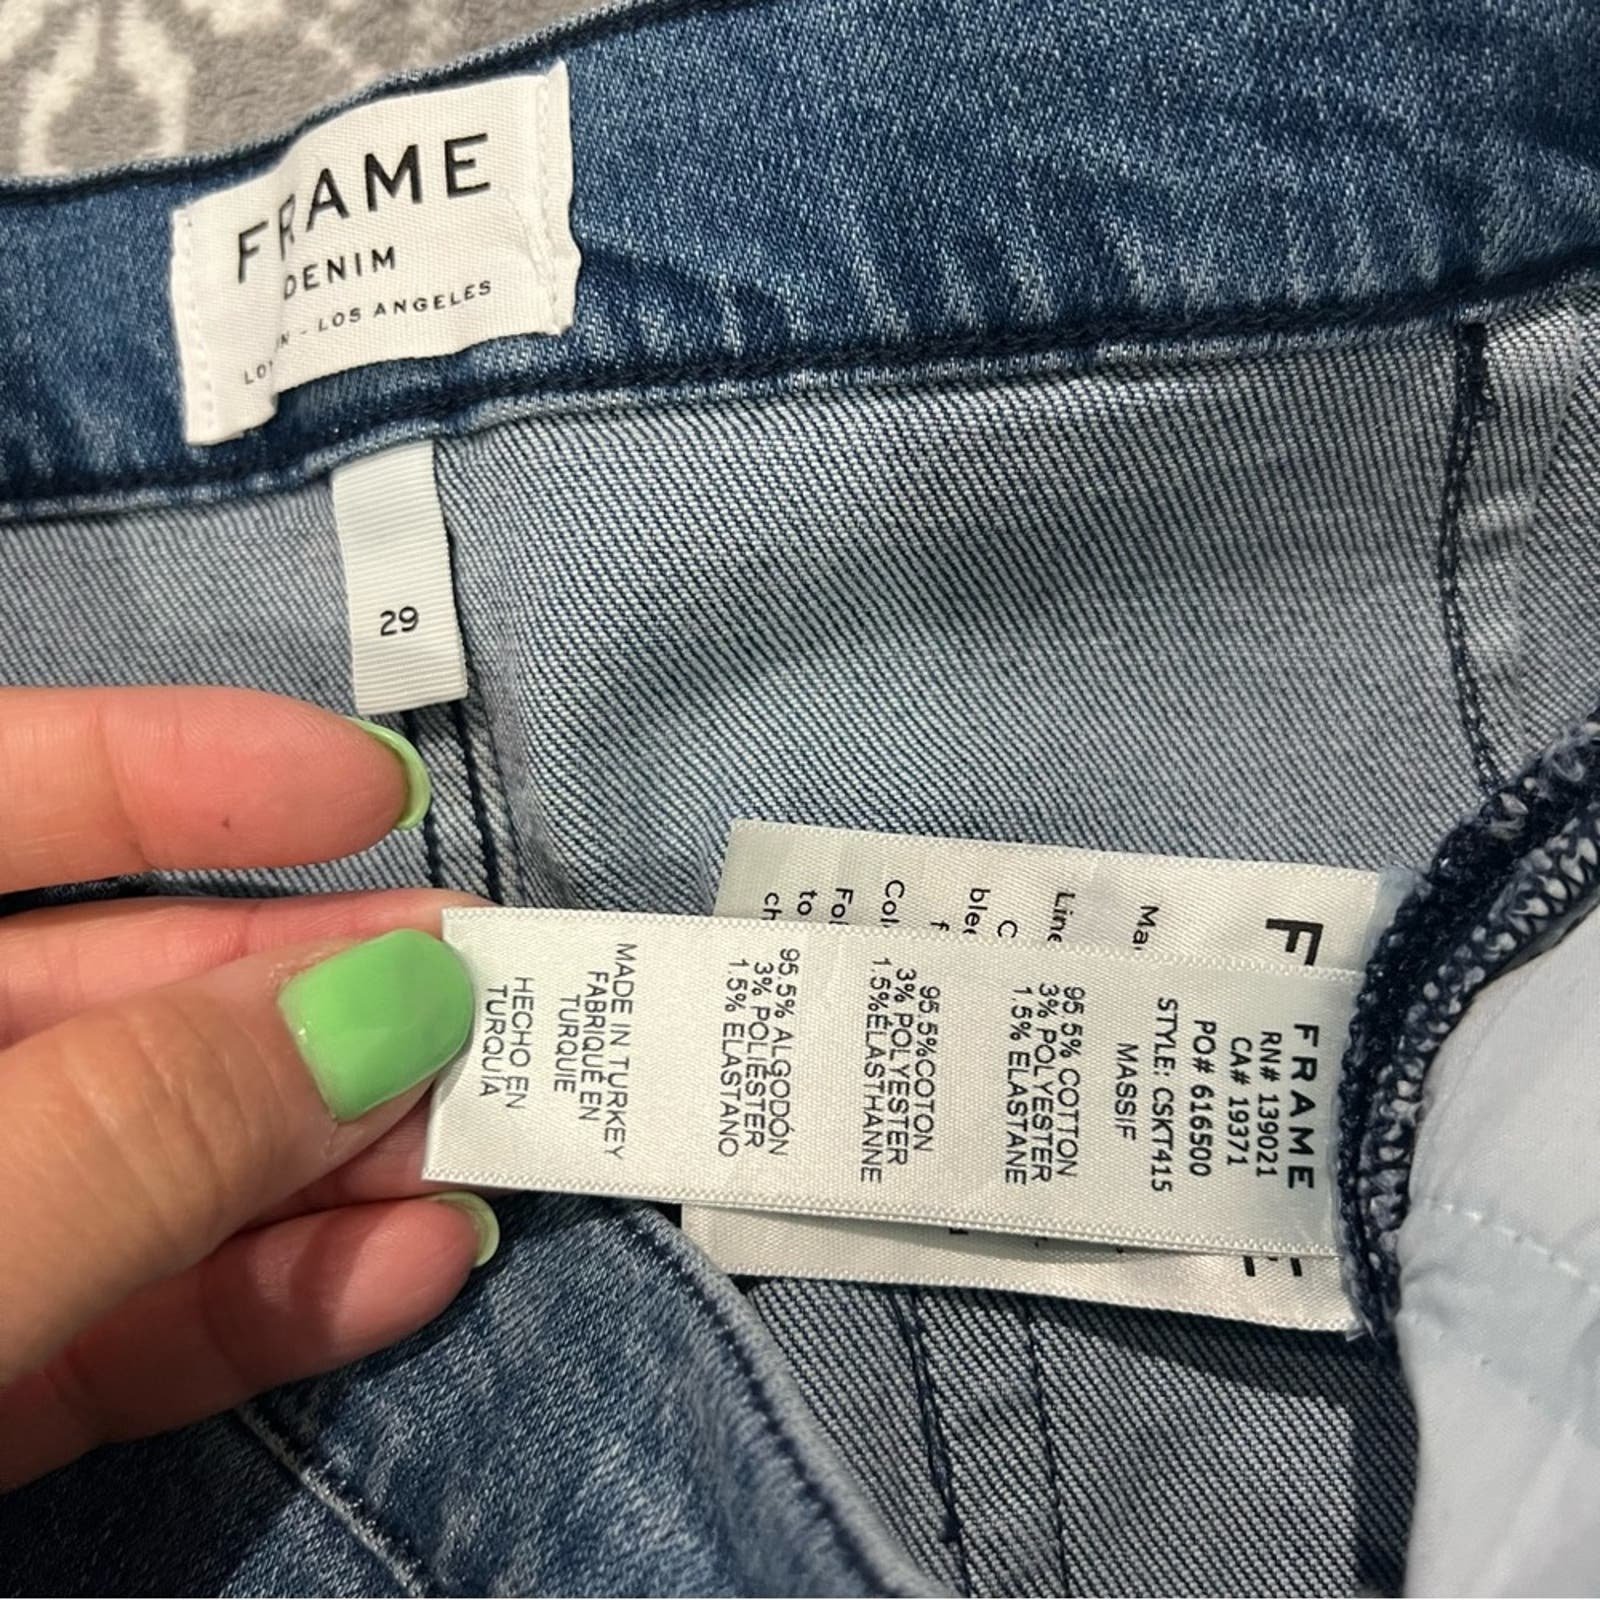 FRAME
DENIM
LOS ANGELES
29
FRAME
RN# 139021
CA# 19371
PO# 616500
STYLE: CSKT415
MASSIF
95 5% COTTON
3% POLYESTER
1.5% ELASTANE
95.5%COTON
3% POLYESTER
1.5%ÉLASTHANNE
95.5% ALGODÓN
3% POLIÉSTER
1.5% ELASTANO
MADE IN TURKEY
FABRIQUÉ EN
TURQUIE
HECHO EN
TURQUÍA
to